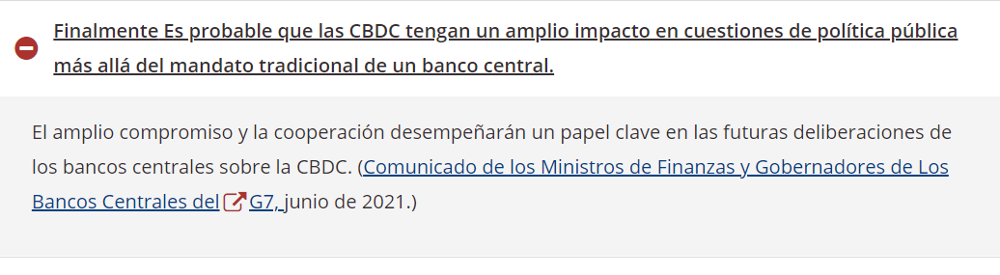 Finalmente Es probable que las CBDC tengan un amplio impacto en cuestiones de política pública
más allá del mandato tradicional de un banco central.
El amplio compromiso y la cooperación desempeñarán un papel clave en las futuras deliberaciones de
los bancos centrales sobre la CBDC. (Comunicado de los Ministros de Finanzas y Gobernadores de Los
Bancos Centrales del G7, junio de 2021.)